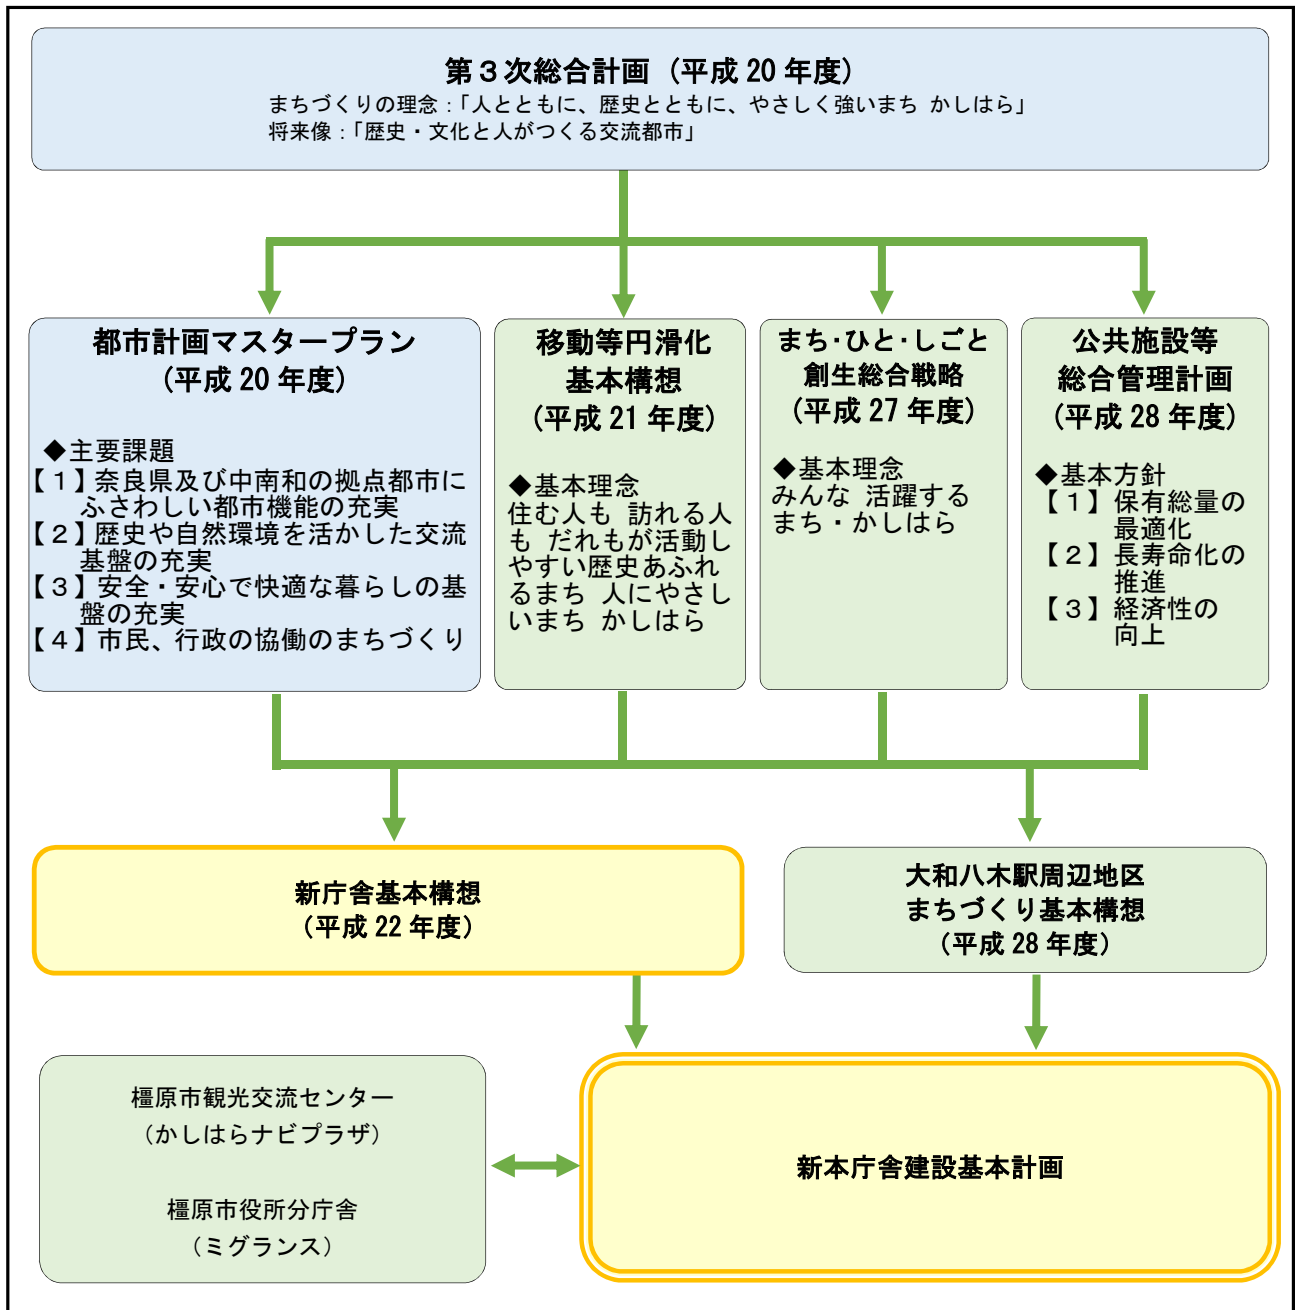 第３次総合計画（平成 20 年度）
まちづくりの理念：「人とともに、歴史とともに、やさしく強いまち かしはら」
将来像：「歴史・文化と人がつくる交流都市」
都市計画マスタープラン
（平成 20 年度）
◆主要課題
【１】奈良県及び中南和の拠点都市に
ふさわしい都市機能の充実
【２】歴史や自然環境を活かした交流
基盤の充実
【３】安全・安心で快適な暮らしの基
盤の充実
【４】市民、行政の協働のまちづくり
移動等円滑化
基本構想
（平成 21 年度）
◆基本理念
住む人も 訪れる人
も だれもが活動し
やすい歴史あふれ
るまち 人にやさし
いまち かしはら
まち・ひと・しごと
創生総合戦略
（平成 27 年度）
◆基本理念
みんな 活躍する
まち・かしはら
公共施設等
総合管理計画
（平成 28 年度）
◆基本方針
【１】保有総量の
最適化
【２】長寿命化の
推進
【３】経済性の
向上
新庁舎基本構想
（平成 22 年度）
大和八木駅周辺地区
まちづくり基本構想
（平成 28 年度）
橿原市観光交流センター
（かしはらナビプラザ）
橿原市役所分庁舎
（ミグランス）
新本庁舎建設基本計画